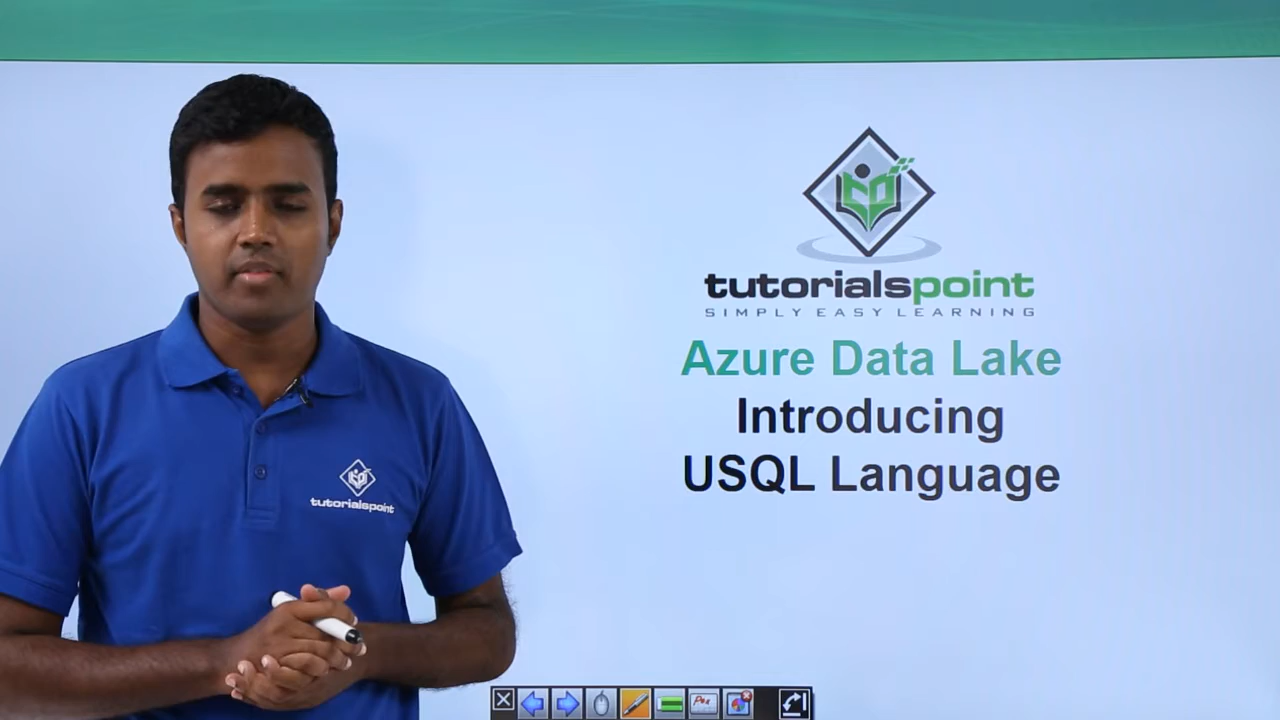 tutorialspoint
SIMPLY EASY LEARNING
Azure Data Lake
Introducing
USQL Language
tutorialspoint